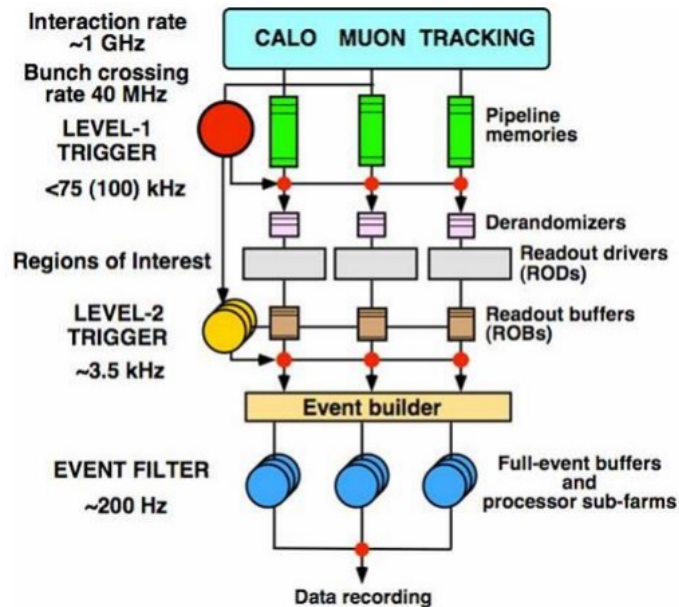 Interaction rate
~1 GHz
CALO MUON TRACKING
Bunch crossing
rate 40 MHz
LEVEL-1
TRIGGER
<75 (100) kHz
Pipeline
memories
Derandomizers
Regions of Interest
Readout drivers
(RODs)
LEVEL-2
TRIGGER
~3.5 kHz
Readout buffers
(ROBs)
Event builder
EVENT FILTER
~200 Hz
Full-event buffers
and
processor sub-farms
Data recording